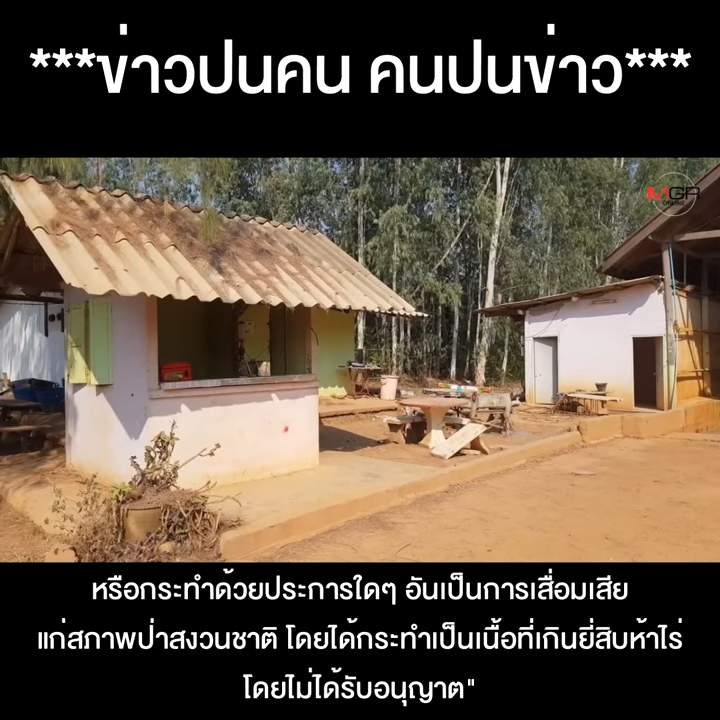 ***ข่าวปนคน คนปนข่าว***
MGR
ONLINE
หรือกระทำด้วยประการใดๆ อันเป็นการเสื่อมเสีย
แก่สภาพป่าสงวนชาติ โดยได้กระทำเป็นเนื้อที่เกินยี่สิบห้าไร่
โดยไม่ได้รับอนุญาต"